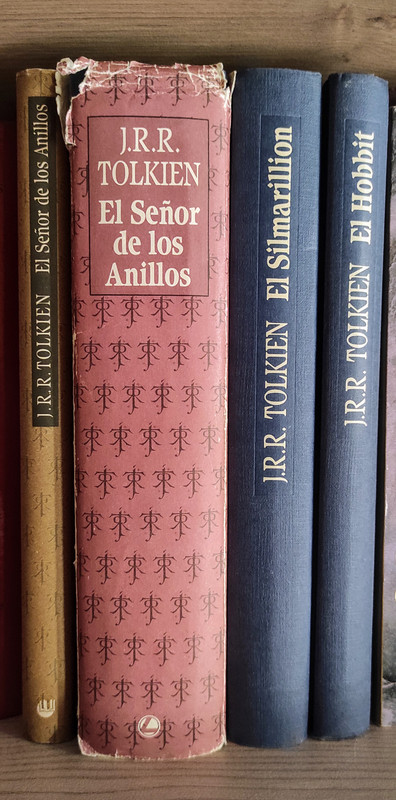 J.R.R. TOLKIEN El Señor de los Anillos
J.R.R.
TOLKIEN
El Señor
de los
Anillos
J.R.R. TOLKIEN El Silmarillion
J.R.R. TOLKIEN El Hobbit